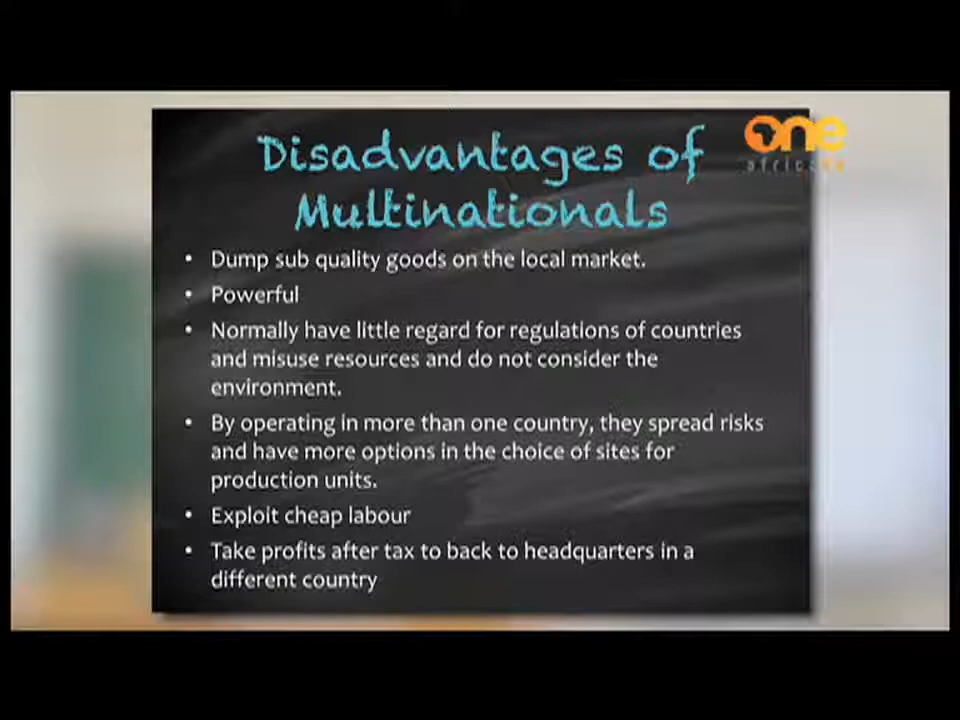 one
Disadvantages of
Multinationals
• Dump sub quality goods on the local market.
• Powerful
• Normally have little regard for regulations of countries
and misuse resources and do not consider the
environment.
• By operating in more than one country, they spread risks
and have more options in the choice of sites for
production units.
• Exploit cheap labour
• Take profits after tax to back to headquarters in a
different country